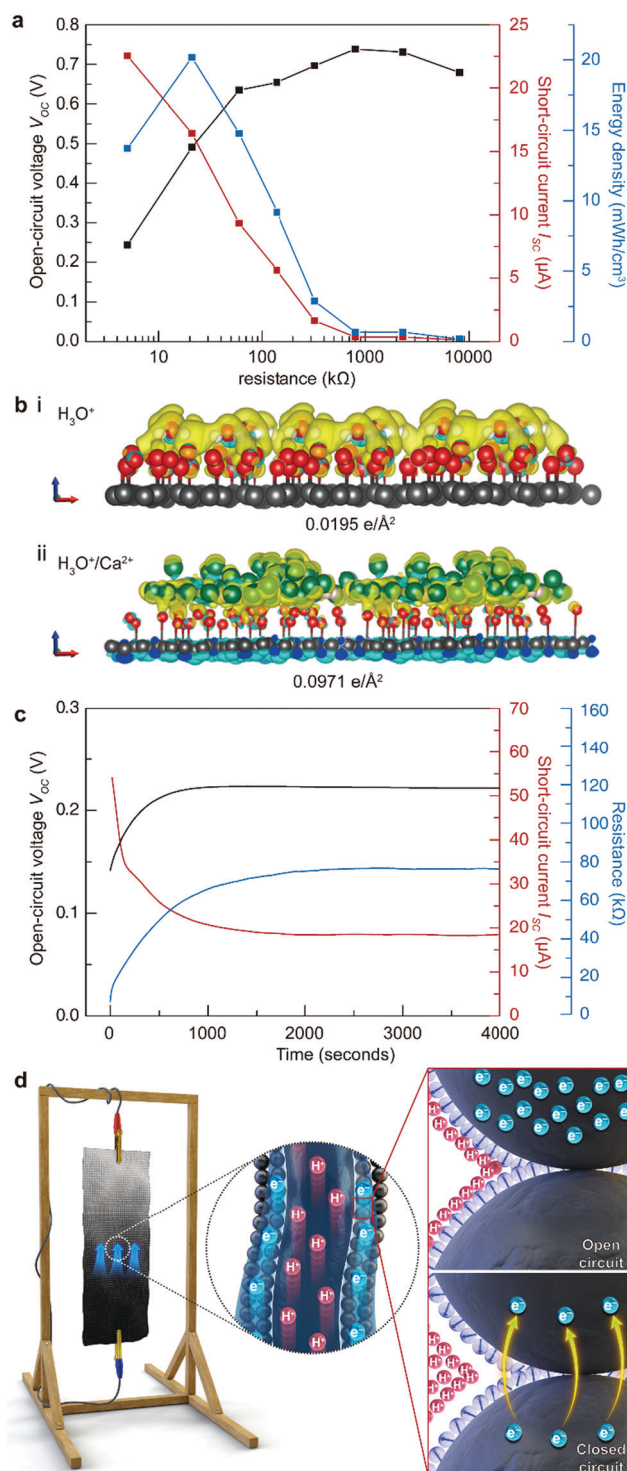 a
Open-circuit voltage VOC (V)
0.8
0.7
0.6
0.5
0.4
0.3
0.2
0.1
0.0
10
100
1000
10000
resistance (kΩ)
25
20
15
10
5
0
Short-circuit current ISC (µA)
20
15
10
5
0
Energy density (mWh/cm³)
b i
H₃O⁺
0.0195 e/Å²
ii
H₃O⁺/Ca²⁺
0.0971 e/Å²
c
Open-circuit voltage VOC (V)
0.3
0.2
0.1
0.0
0
1000
2000
3000
4000
Time (seconds)
70
60
50
40
30
20
10
0
Short-circuit current ISC (µA)
160
140
120
100
80
60
40
20
0
Resistance (kΩ)
d
H⁺
H⁺
H⁺
H⁺
H⁺
H⁺
H⁺
H⁺
e⁻
e⁻
e⁻
e⁻
e⁻
e⁻
e⁻ e⁻ e⁻ e⁻
e⁻ e⁻ e⁻ e⁻ e⁻
e⁻ e⁻ e⁻ e⁻ e⁻
Open
circuit
e⁻ e⁻ e⁻
e⁻ e⁻ e⁻
Closed
circuit